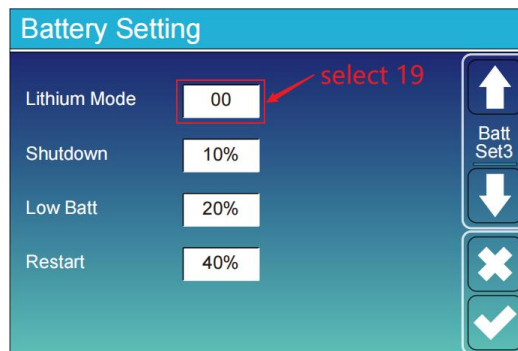 Battery Setting
select 19
Lithium Mode 00
Shutdown 10%
Low Batt 20%
Restart 40%
Batt
Set3